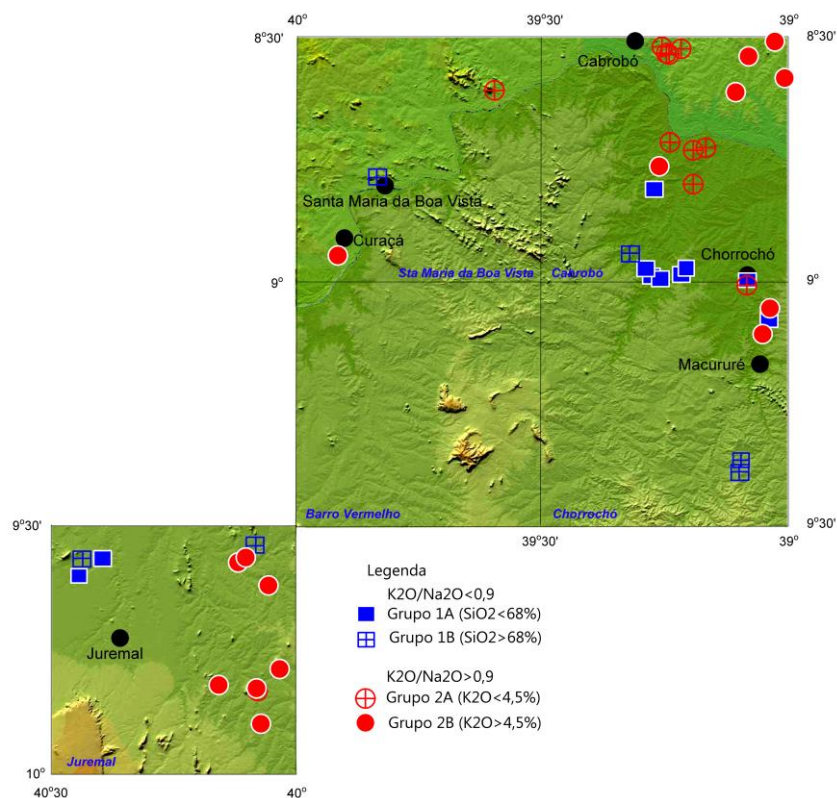 40° 39°30' 39°
8°30' 8°30'
Cabrobó
Santa Maria da Boa Vista
Curaçá
Chorrochó
9° Sta Maria da Boa Vista Cabrobó 9°
Macururé
9°30' Barro Vermelho Chorrochó 9°30'
39°30' 39°
Juremal
Juremal
10°
40°30' 40°
Legenda
K2O/Na2O<0,9
Grupo 1A (SiO2<68%)
Grupo 1B (SiO2>68%)
K2O/Na2O>0,9
Grupo 2A (K2O<4,5%)
Grupo 2B (K2O>4,5%)